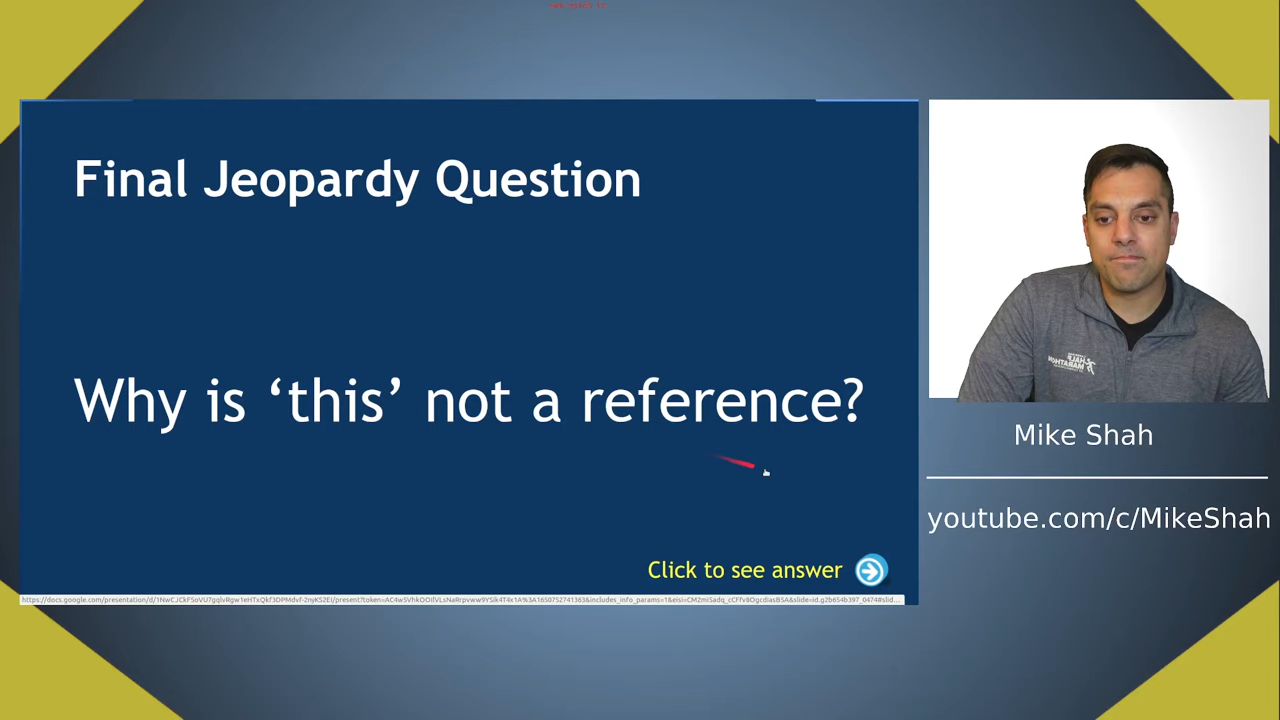 Final Jeopardy Question
Why is ‘this’ not a reference?
Click to see answer
Mike Shah
youtube.com/c/MikeShah